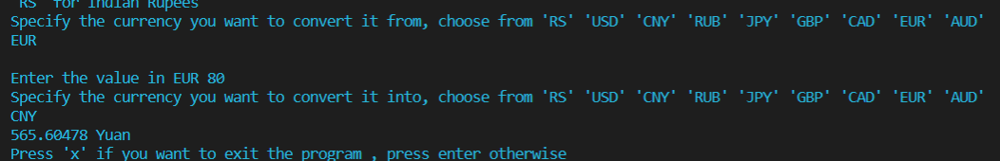 'RS' for Indian Rupees
Specify the currency you want to convert it from, choose from 'RS' 'USD' 'CNY' 'RUB' 'JPY' 'GBP' 'CAD' 'EUR' 'AUD'
EUR
Enter the value in EUR 80
Specify the currency you want to convert it into, choose from 'RS' 'USD' 'CNY' 'RUB' 'JPY' 'GBP' 'CAD' 'EUR' 'AUD'
CNY
565.60478 Yuan
Press 'x' if you want to exit the program , press enter otherwise